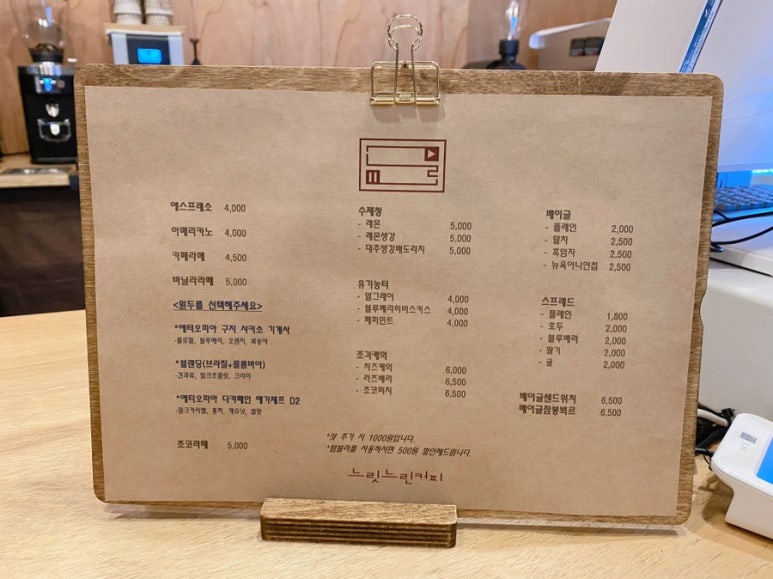 에스프레소 4,000
아메리카노 4,000
카페라떼 4,500
바닐라라떼 5,000
<원두를 선택해주세요>
*에티오피아 구지 사키소 기게사
-플로랄, 블루베리, 오렌지, 복숭아
*블렌딩(브라질+콜롬비아)
-견과류, 밀크초콜릿, 크리미
*에티오피아 디카페인 예가체프 D2
-밀크카라멜, 홍차, 캐슈넛, 설탕
초코라떼 5,000
수제청
- 레몬 5,000
- 레몬생강 5,000
- 대추생강배도라지 5,000
유기농티
- 얼그레이 4,000
- 블루베리히비스커스 4,000
- 페퍼민트 4,000
조각케익
- 치즈케익 6,000
- 라즈베리 6,500
- 초코퍼지 6,500
*샷 추가 시 1000원입니다.
*텀블러를 사용하시면 500원 할인해드립니다.
느릿느린커피
베이글
- 플레인 2,000
- 말차 2,500
- 흑임자 2,500
- 뉴욕어니언칩 2,500
스프레드
- 플레인 1,800
- 호두 2,000
- 블루베리 2,000
- 딸기 2,000
- 귤 2,000
베이글샌드위치 6,500
베이글잠봉뵈르 6,500